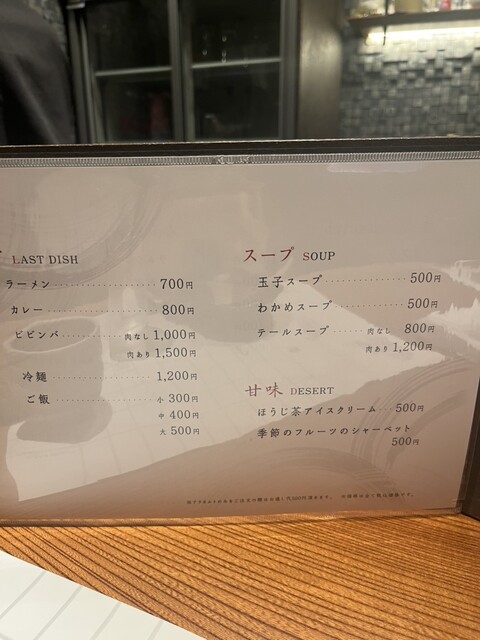 LAST DISH
ラーメン 700円
カレー 800円
ビビンバ 肉なし 1,000円
肉あり 1,500円
冷麺 1,200円
ご飯 小 300円
中 400円
大 500円
スープ SOUP
玉子スープ 500円
わかめスープ 500円
テールスープ 肉なし 800円
肉あり 1,200円
甘味 DESERT
ほうじ茶アイスクリーム 500円
季節のフルーツのシャーベット
500円